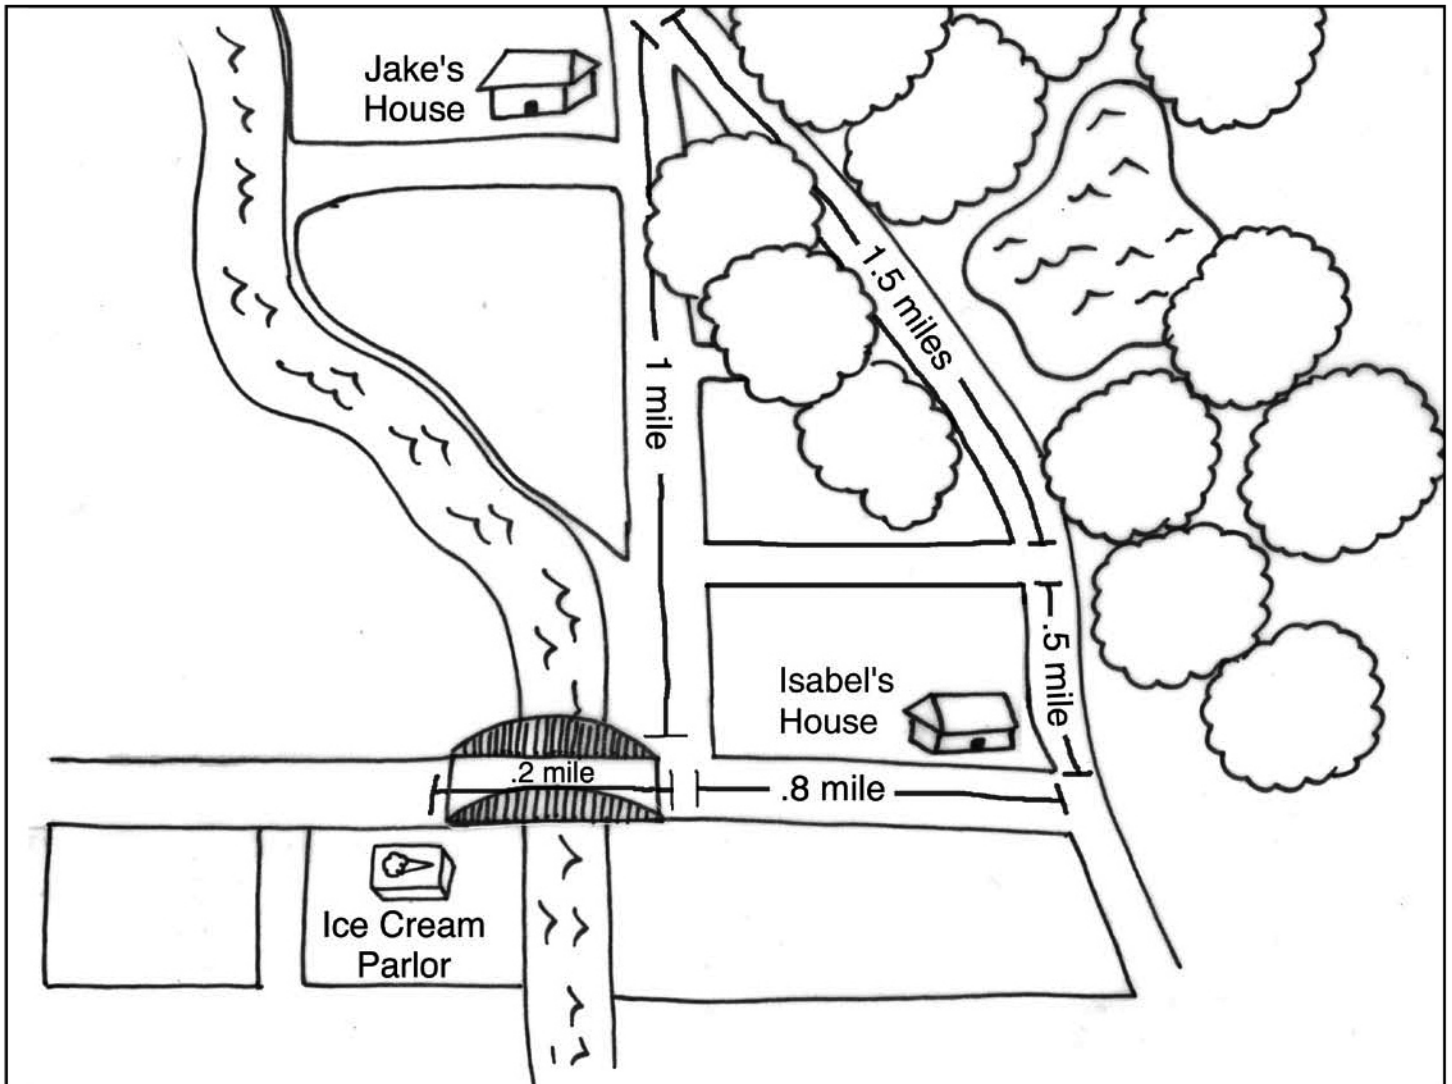 Jake's
House
1.5 miles
1 mile
Isabel's
House
.5 mile
.2 mile
.8 mile
Ice Cream
Parlor